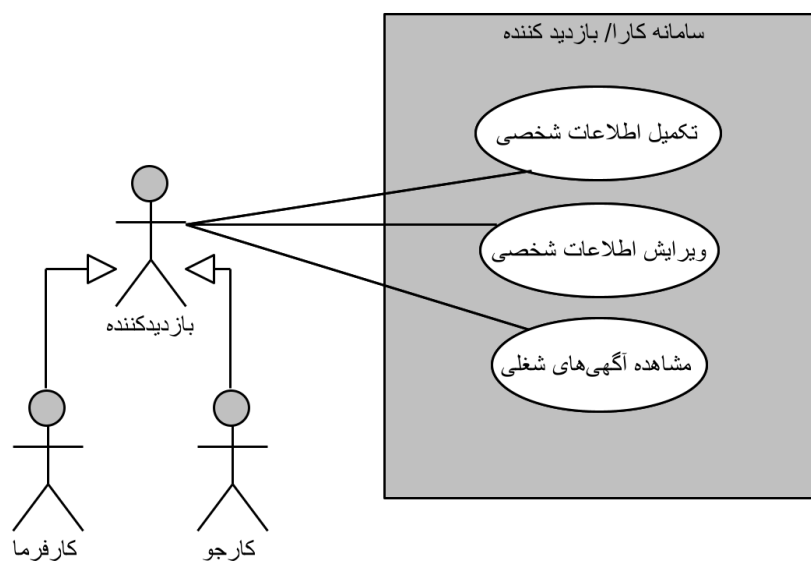 سامانه کارا/ بازدید کننده
تکمیل اطلاعات شخصی
ویرایش اطلاعات شخصی
بازدیدکننده
مشاهده آگهی‌های شغلی
کارجو
کارفرما